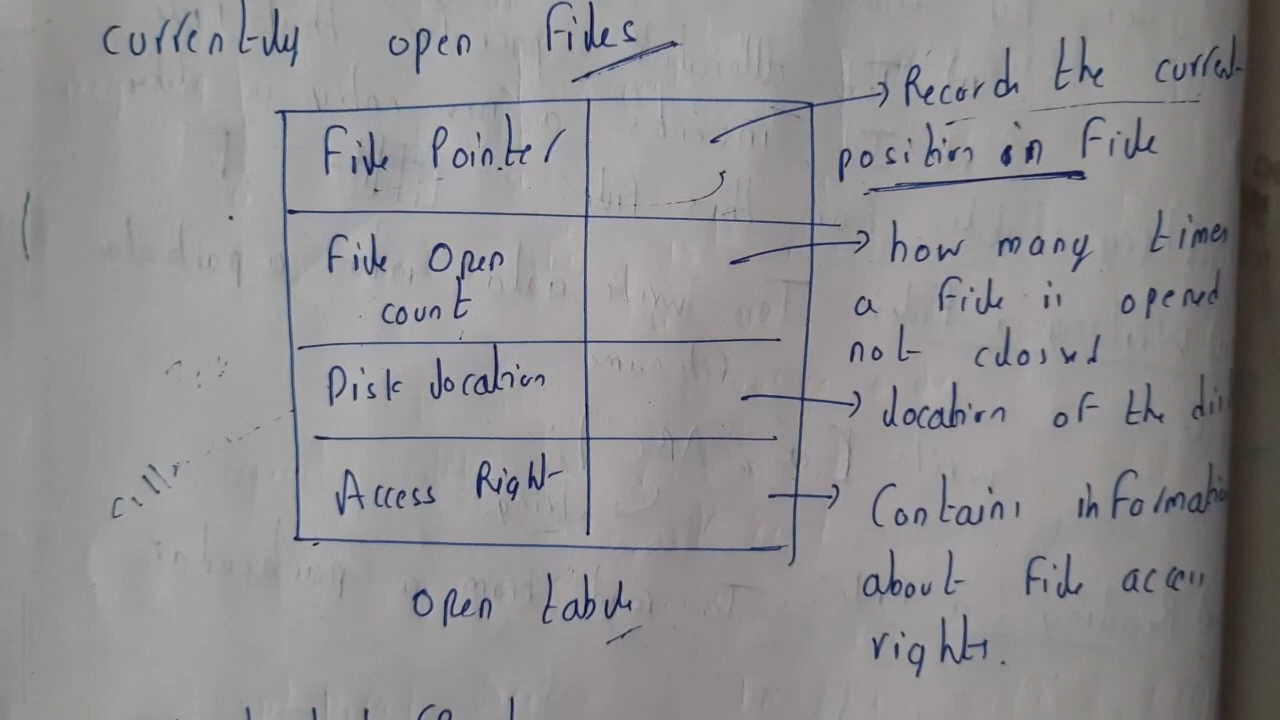 currently open files
File Pointer
File Open
count
Disk location
Access Right
Open table
Record the current
position in File
how many times
a file is opened
not closed
location of the
Contains information
about File access
rights.